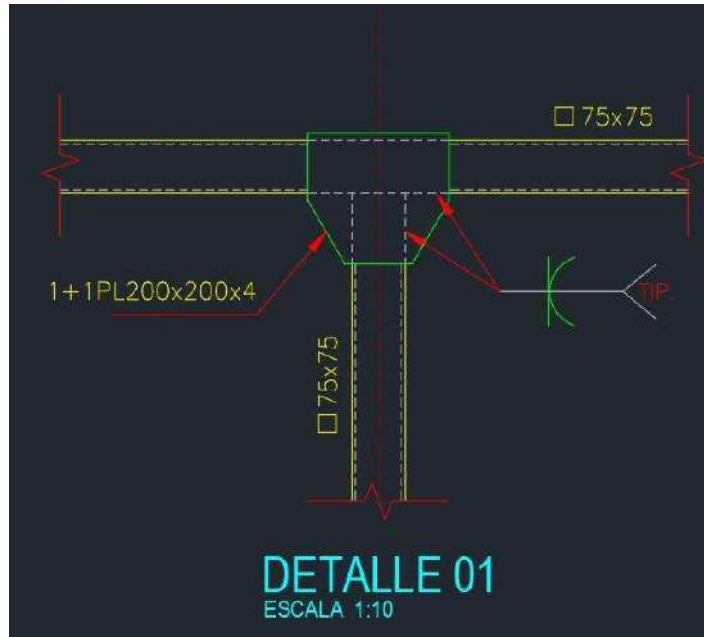 □ 75x75
1+1PL200x200x4
TIP.
□ 75x75
DETALLE 01
ESCALA 1:10